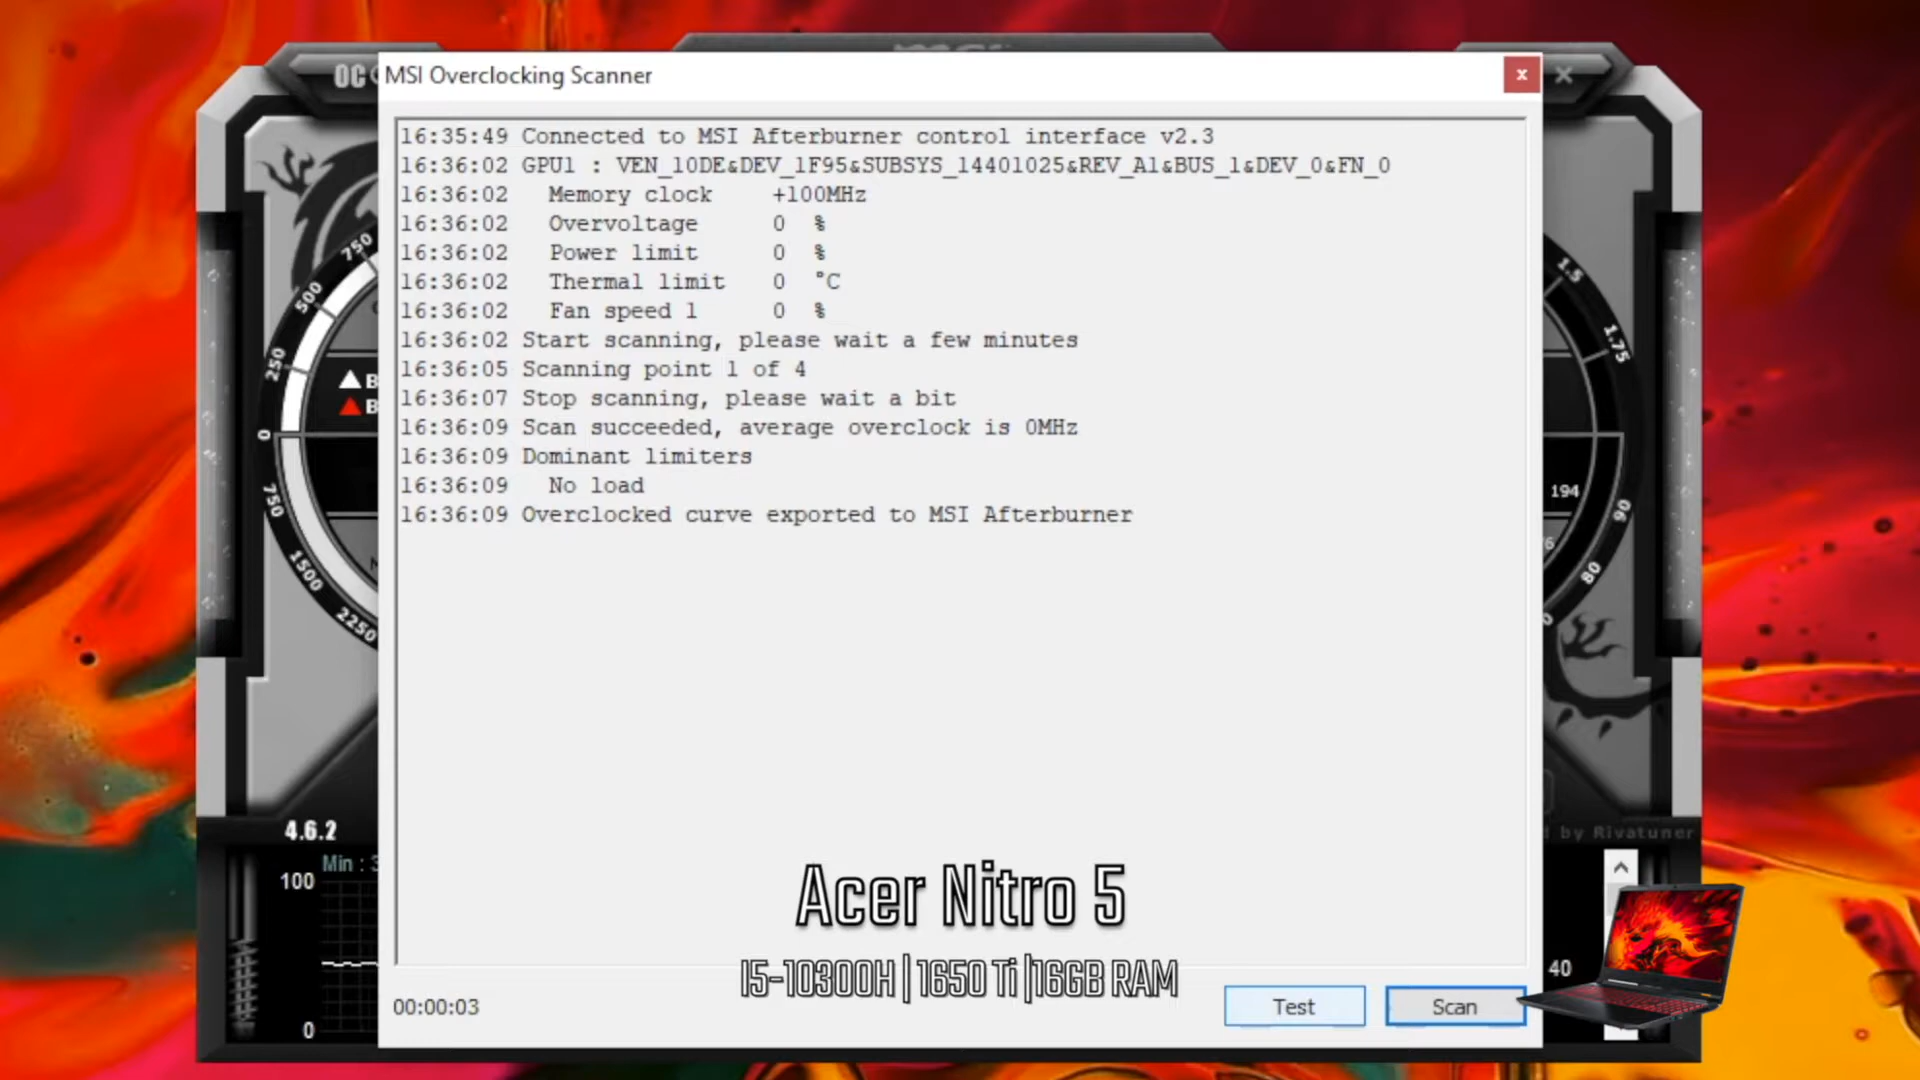 OC
MSI Overclocking Scanner
x
16:35:49 Connected to MSI Afterburner control interface v2.3
16:36:02 GPU1 : VEN_10DE&DEV_1F95&SUBSYS_14401025&REV_A1&BUS_1&DEV_0&FN_0
16:36:02 Memory clock +100MHz
16:36:02 Overvoltage 0 %
16:36:02 Power limit 0 %
16:36:02 Thermal limit 0 °C
16:36:02 Fan speed 1 0 %
16:36:02 Start scanning, please wait a few minutes
16:36:05 Scanning point 1 of 4
16:36:07 Stop scanning, please wait a bit
16:36:09 Scan succeeded, average overclock is 0MHz
16:36:09 Dominant limiters
16:36:09 No load
16:36:09 Overclocked curve exported to MSI Afterburner
750
500
250
0
750
1500
2250
B
B
1.5
1.75
194
90
80
4.6.2
by Rivatuner
Min : 3
100
0
40
Acer Nitro 5
I5-10300H | 1650 Ti | 16GB RAM
00:00:03
Test
Scan